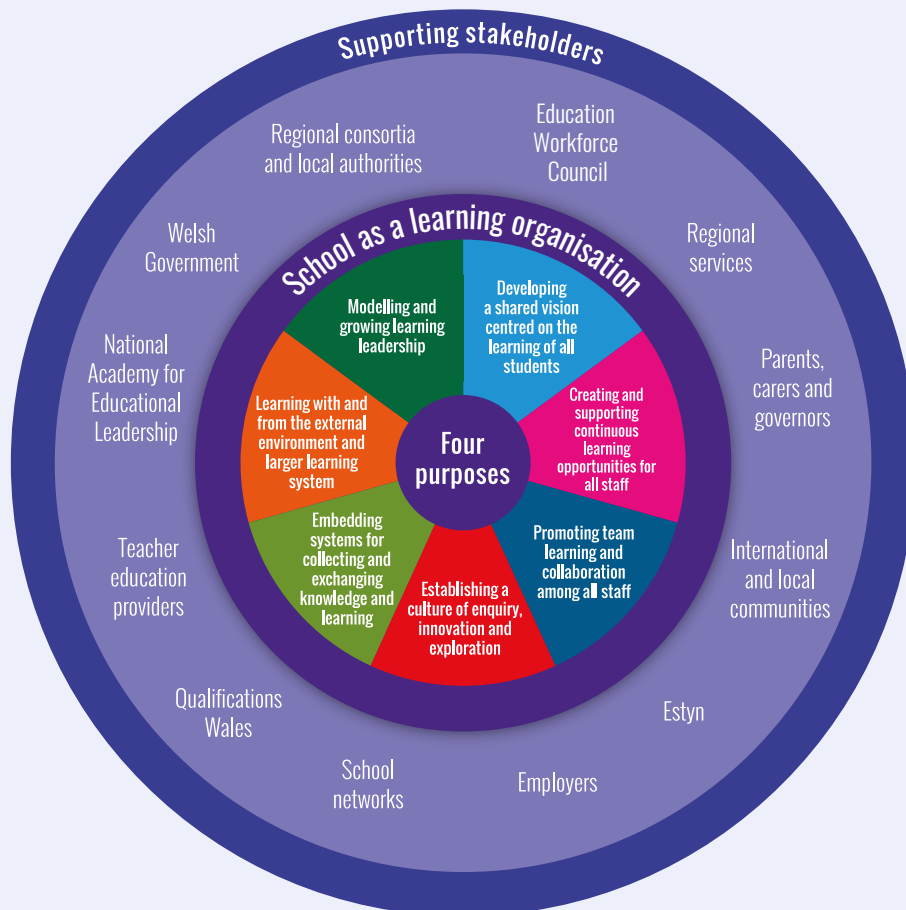 Supporting stakeholders
Education
Workforce
Council
Regional
services
Parents,
carers and
governors
International
and local
communities
Estyn
Employers
School
networks
Qualifications
Wales
Teacher
education
providers
National
Academy for
Educational
Leadership
Welsh
Government
Regional consortia
and local authorities
School as a learning organisation
Developing
a shared vision
centred on the
learning of all
students
Creating and
supporting
continuous
learning
opportunities for
all staff
Promoting team
learning and
collaboration
among all staff
Establishing a
culture of enquiry,
innovation and
exploration
Embedding
systems for
collecting and
exchanging
knowledge and
learning
Learning with and
from the external
environment and
larger learning
system
Modelling and
growing learning
leadership
Four
purposes